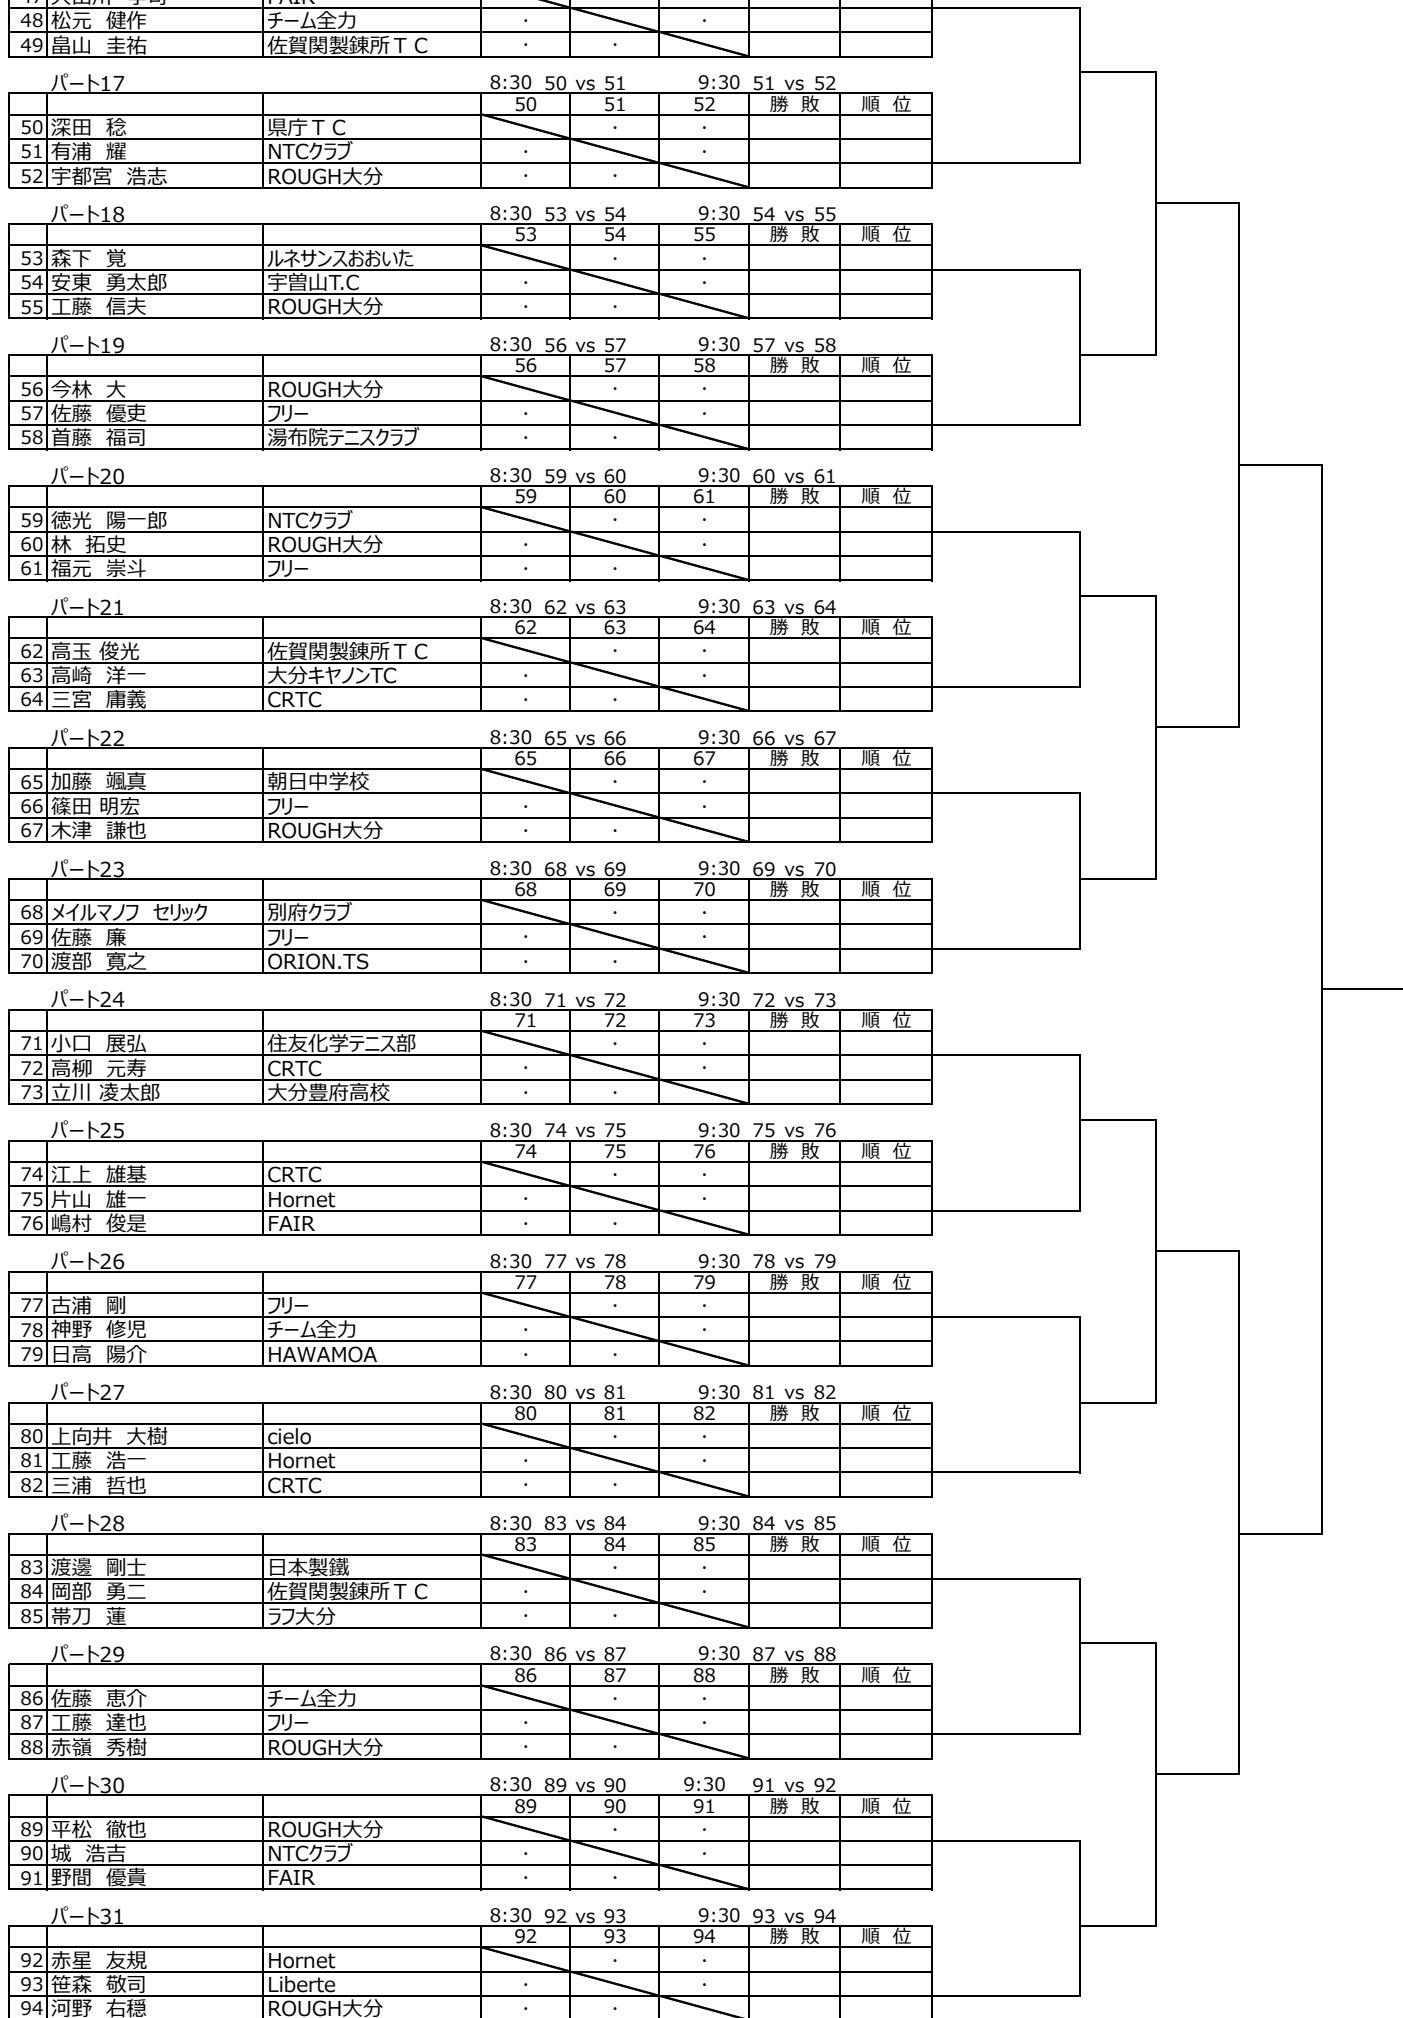 48 松元 健作 チーム全力 ・ ・
49 畠山 圭祐 佐賀関製錬所ＴＣ ・ ・
パート17 8:30 50 vs 51 9:30 51 vs 52
50 51 52 勝 敗 順 位
50 深田 稔 県庁ＴＣ ・ ・
51 有浦 耀 NTCクラブ ・ ・
52 宇都宮 浩志 ROUGH大分 ・ ・
パート18 8:30 53 vs 54 9:30 54 vs 55
53 54 55 勝 敗 順 位
53 森下 覚 ルネサンスおおいた ・ ・
54 安東 勇太郎 宇曽山T.C ・ ・
55 工藤 信夫 ROUGH大分 ・ ・
パート19 8:30 56 vs 57 9:30 57 vs 58
56 57 58 勝 敗 順 位
56 今林 大 ROUGH大分 ・ ・
57 佐藤 優吏 フリー ・ ・
58 首藤 福司 湯布院テニスクラブ ・ ・
パート20 8:30 59 vs 60 9:30 60 vs 61
59 60 61 勝 敗 順 位
59 徳光 陽一郎 NTCクラブ ・ ・
60 林 拓史 ROUGH大分 ・ ・
61 福元 崇斗 フリー ・ ・
パート21 8:30 62 vs 63 9:30 63 vs 64
62 63 64 勝 敗 順 位
62 高玉 俊光 佐賀関製錬所ＴＣ ・ ・
63 高崎 洋一 大分キヤノンTC ・ ・
64 三宮 庸義 CRTC ・ ・
パート22 8:30 65 vs 66 9:30 66 vs 67
65 66 67 勝 敗 順 位
65 加藤 颯真 朝日中学校 ・ ・
66 篠田 明宏 フリー ・ ・
67 木津 謙也 ROUGH大分 ・ ・
パート23 8:30 68 vs 69 9:30 69 vs 70
68 69 70 勝 敗 順 位
68 メイルマノフ セリック 別府クラブ ・ ・
69 佐藤 廉 フリー ・ ・
70 渡部 寛之 ORION.TS ・ ・
パート24 8:30 71 vs 72 9:30 72 vs 73
71 72 73 勝 敗 順 位
71 小口 展弘 住友化学テニス部 ・ ・
72 高柳 元寿 CRTC ・ ・
73 立川 凌太郎 大分豊府高校 ・ ・
パート25 8:30 74 vs 75 9:30 75 vs 76
74 75 76 勝 敗 順 位
74 江上 雄基 CRTC ・ ・
75 片山 雄一 Hornet ・ ・
76 嶋村 俊是 FAIR ・ ・
パート26 8:30 77 vs 78 9:30 78 vs 79
77 78 79 勝 敗 順 位
77 古浦 剛 フリー ・ ・
78 神野 修児 チーム全力 ・ ・
79 日高 陽介 HAWAMOA ・ ・
パート27 8:30 80 vs 81 9:30 81 vs 82
80 81 82 勝 敗 順 位
80 上向井 大樹 cielo ・ ・
81 工藤 浩一 Hornet ・ ・
82 三浦 哲也 CRTC ・ ・
パート28 8:30 83 vs 84 9:30 84 vs 85
83 84 85 勝 敗 順 位
83 渡邊 剛士 日本製鐵 ・ ・
84 岡部 勇二 佐賀関製錬所ＴＣ ・ ・
85 帯刀 蓮 ラフ大分 ・ ・
パート29 8:30 86 vs 87 9:30 87 vs 88
86 87 88 勝 敗 順 位
86 佐藤 恵介 チーム全力 ・ ・
87 工藤 達也 フリー ・ ・
88 赤嶺 秀樹 ROUGH大分 ・ ・
パート30 8:30 89 vs 90 9:30 91 vs 92
89 90 91 勝 敗 順 位
89 平松 徹也 ROUGH大分 ・ ・
90 城 浩吉 NTCクラブ ・ ・
91 野間 優貴 FAIR ・ ・
パート31 8:30 92 vs 93 9:30 93 vs 94
92 93 94 勝 敗 順 位
92 赤星 友規 Hornet ・ ・
93 笹森 敬司 Liberte ・ ・
94 河野 右穏 ROUGH大分 ・ ・